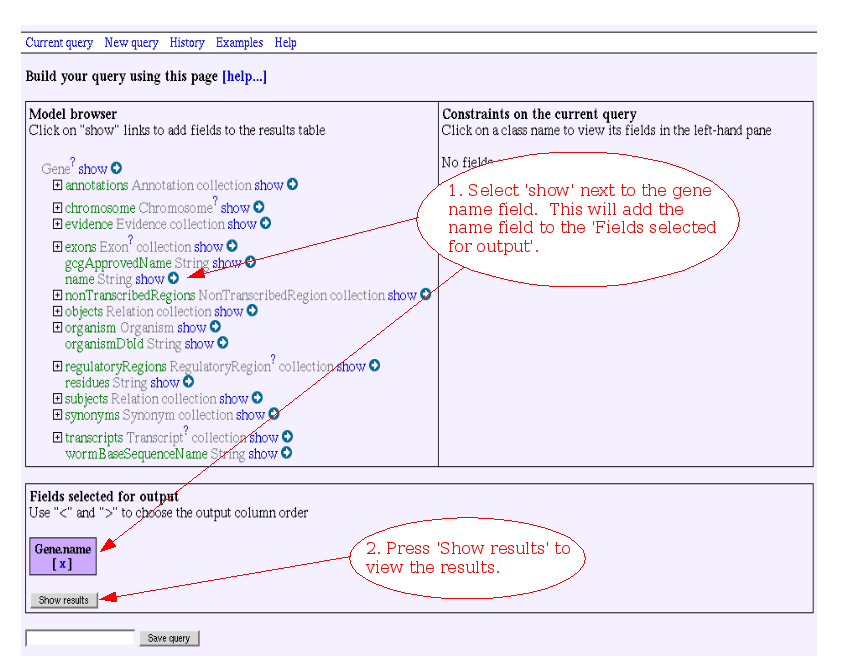 Current query New query History Examples Help
Build your query using this page [help...]
Model browser
Click on "show" links to add fields to the results table
Gene? show
annotations Annotation collection show
chromosome Chromosome? show
evidence Evidence collection show
exons Exon? collection show
gcgApprovedName String show
name String show
nonTranscribedRegions NonTranscribedRegion collection show
objects Relation collection show
organism Organism show
organismDbId String show
regulatoryRegions RegulatoryRegion? collection show
residues String show
subjects Relation collection show
synonyms Synonym collection show
transcripts Transcript? collection show
wormBaseSequenceName String show
Constraints on the current query
Click on a class name to view its fields in the left-hand pane
No fields
1. Select 'show' next to the gene
name field. This will add the
name field to the 'Fields selected
for output'.
Fields selected for output
Use "<" and ">" to choose the output column order
Gene.name
[ x ]
2. Press 'Show results' to
view the results.
Show results
Save query